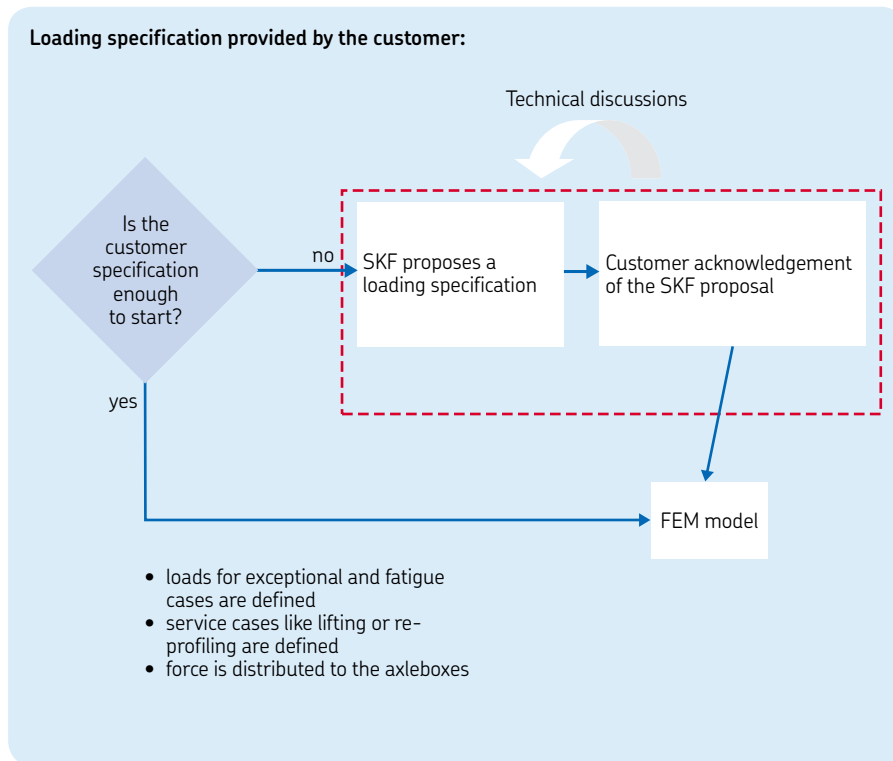 Loading specification provided by the customer:
Technical discussions
Is the
customer
specification
enough
to start?
no
SKF proposes a
loading specification
Customer acknowledgement
of the SKF proposal
yes
FEM model
• loads for exceptional and fatigue
cases are defined
• service cases like lifting or re-
profiling are defined
• force is distributed to the axleboxes